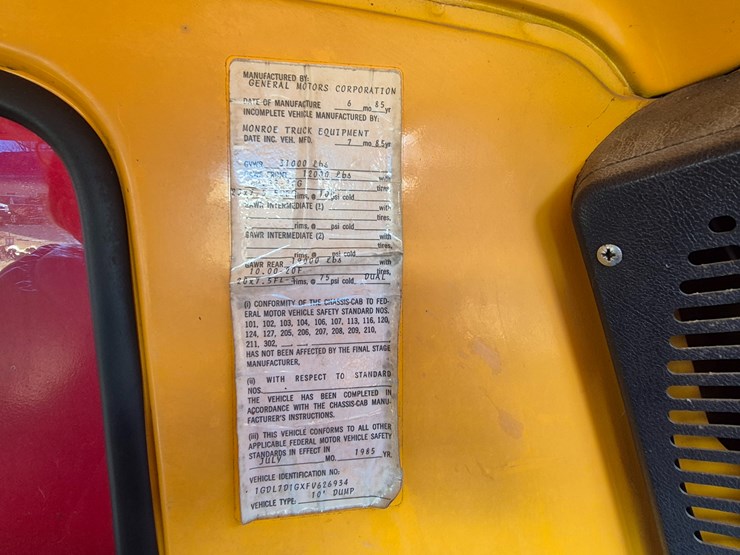 MANUFACTURED BY:
GENERAL MOTORS CORPORATION
DATE OF MANUFACTURE 6 mo. 85 yr
INCOMPLETE VEHICLE MANUFACTURED BY:
MONROE TRUCK EQUIPMENT
DATE INC. VEH. MFD. 7 mo. 85 yr
GVWR 31000 Lbs
FRONT 12000 Lbs with
G tires,
rims, @ psi cold
GAWR INTERMEDIATE (1) with
tires,
rims, @ psi cold
GAWR INTERMEDIATE (2) with
tires,
rims, @ psi cold
GAWR REAR 19000 Lbs with
10.00-20F tires,
20x7.5FL rims, @ 75 psi cold, DUAL
(i) CONFORMITY OF THE CHASSIS-CAB TO FED-
ERAL MOTOR VEHICLE SAFETY STANDARD NOS.
101, 102, 103, 104, 106, 107, 113, 116, 120,
124, 127, 205, 206, 207, 208, 209, 210,
211, 302,
HAS NOT BEEN AFFECTED BY THE FINAL STAGE
MANUFACTURER,
(ii) WITH RESPECT TO STANDARD
NOS.
THE VEHICLE HAS BEEN COMPLETED IN
ACCORDANCE WITH THE CHASSIS-CAB MANU-
FACTURER'S INSTRUCTIONS.
(iii) THIS VEHICLE CONFORMS TO ALL OTHER
APPLICABLE FEDERAL MOTOR VEHICLE SAFETY
STANDARDS IN EFFECT IN
JULY MO. 1985 YR.
VEHICLE IDENTIFICATION NO:
1GDL7D1GXFV626934
VEHICLE TYPE: 10' DUMP